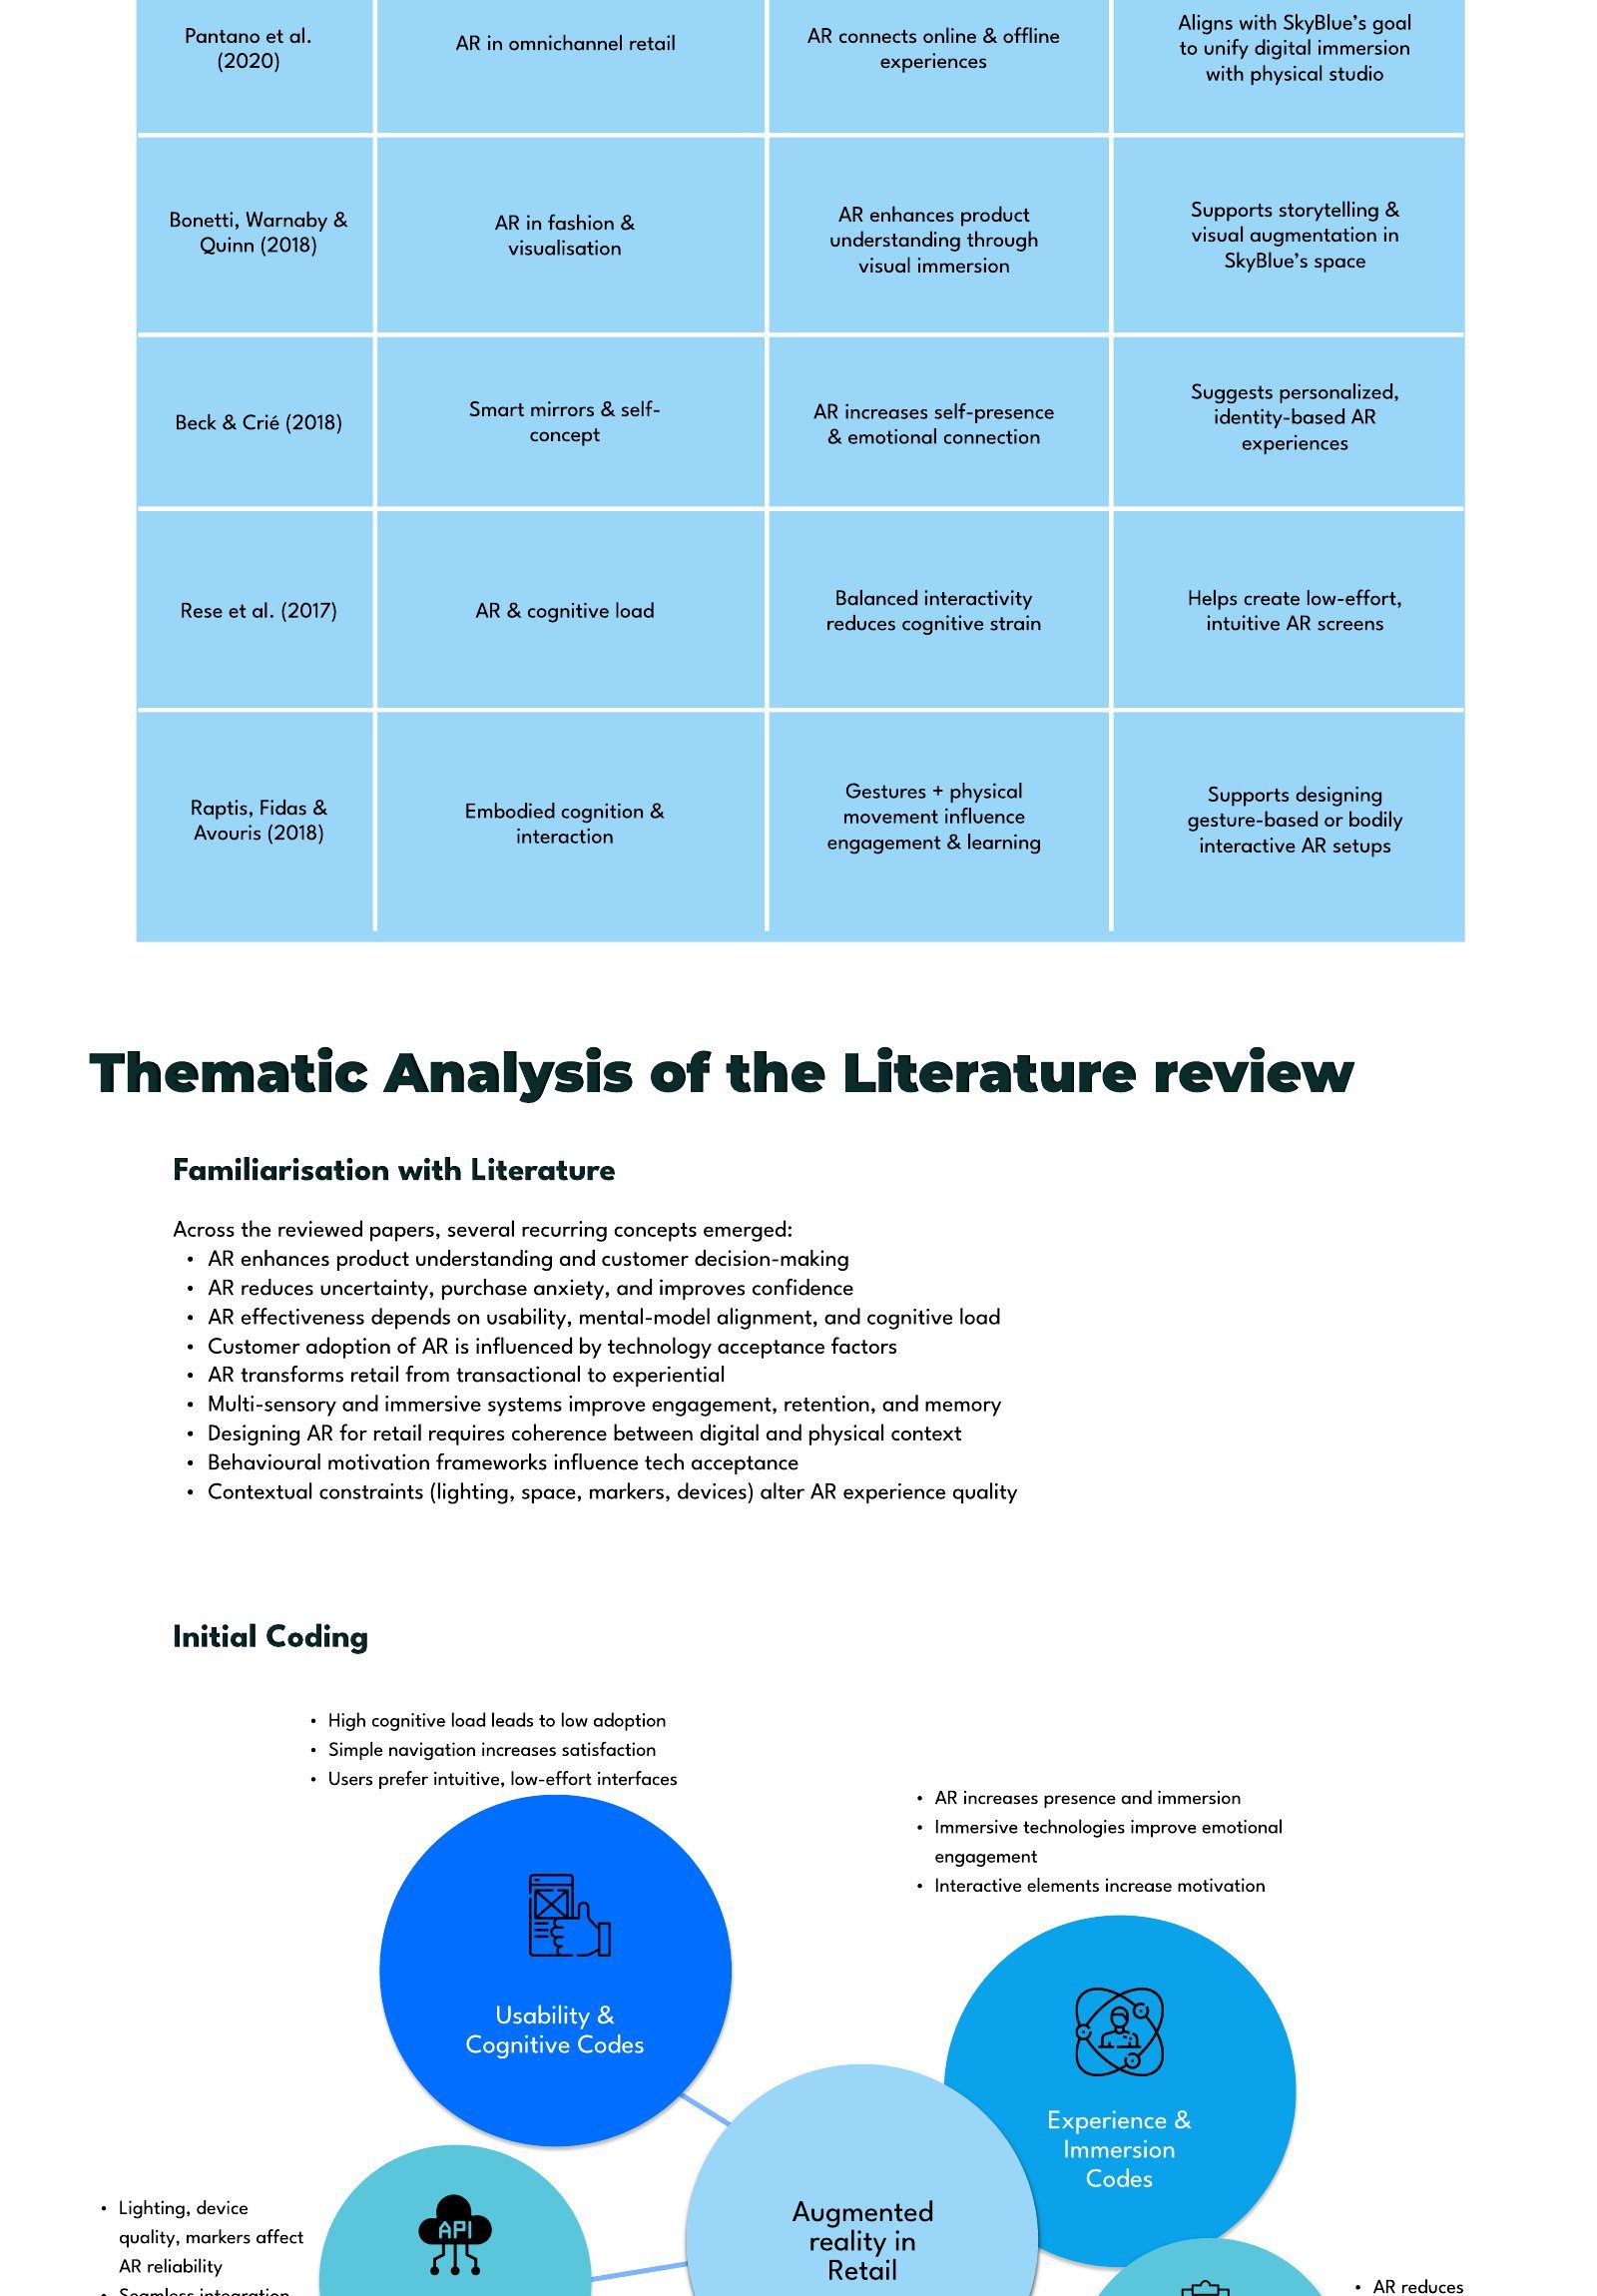 Pantano et al.
(2020)
AR in omnichannel retail
AR connects online & offline
experiences
Aligns with SkyBlue’s goal
to unify digital immersion
with physical studio
Bonetti, Warnaby &
Quinn (2018)
AR in fashion &
visualisation
AR enhances product
understanding through
visual immersion
Supports storytelling &
visual augmentation in
SkyBlue’s space
Beck & Crié (2018)
Smart mirrors & self-
concept
AR increases self-presence
& emotional connection
Suggests personalized,
identity-based AR
experiences
Rese et al. (2017)
AR & cognitive load
Balanced interactivity
reduces cognitive strain
Helps create low-effort,
intuitive AR screens
Raptis, Fidas &
Avouris (2018)
Embodied cognition &
interaction
Gestures + physical
movement influence
engagement & learning
Supports designing
gesture-based or bodily
interactive AR setups
Thematic Analysis of the Literature review
Familiarisation with Literature
Across the reviewed papers, several recurring concepts emerged:
• AR enhances product understanding and customer decision-making
• AR reduces uncertainty, purchase anxiety, and improves confidence
• AR effectiveness depends on usability, mental-model alignment, and cognitive load
• Customer adoption of AR is influenced by technology acceptance factors
• AR transforms retail from transactional to experiential
• Multi-sensory and immersive systems improve engagement, retention, and memory
• Designing AR for retail requires coherence between digital and physical context
• Behavioural motivation frameworks influence tech acceptance
• Contextual constraints (lighting, space, markers, devices) alter AR experience quality
Initial Coding
• High cognitive load leads to low adoption
• Simple navigation increases satisfaction
• Users prefer intuitive, low-effort interfaces
• AR increases presence and immersion
• Immersive technologies improve emotional
engagement
• Interactive elements increase motivation
Usability &
Cognitive Codes
Experience &
Immersion
Codes
• Lighting, device
quality, markers affect
AR reliability
• Seamless integration
API
Augmented
reality in
Retail
• AR reduces